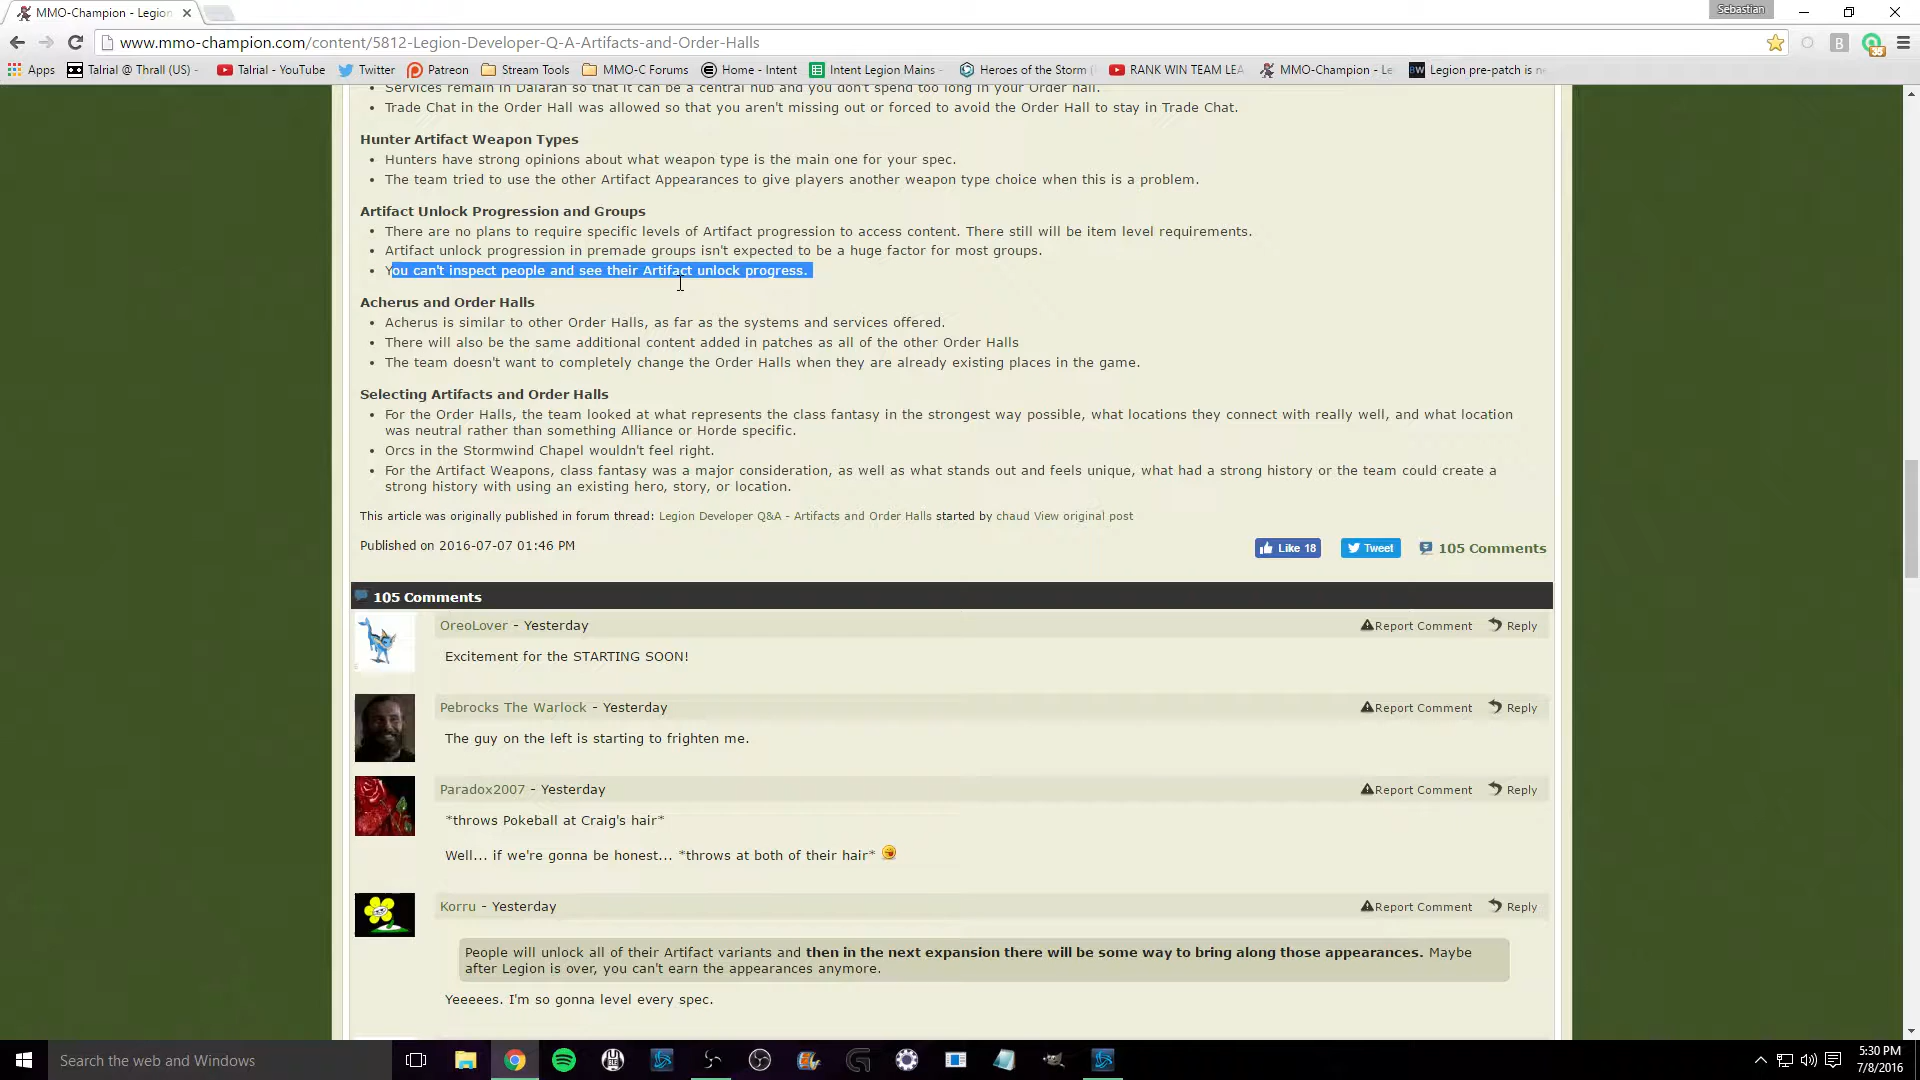 MMO-Champion - Legion
Sebastian
www.mmo-champion.com/content/5812-Legion-Developer-Q-A-Artifacts-and-Order-Halls
Apps
Talrial @ Thrall (US) -
Talrial - YouTube
Twitter
Patreon
Stream Tools
MMO-C Forums
Home - Intent
Intent Legion Mains -
Heroes of the Storm
RANK WIN TEAM LEA
MMO-Champion - Le
BW
Legion pre-patch is n
Services remain in Dalaran so that it can be a central hub and you don't spend too long in your Order hall.
Trade Chat in the Order Hall was allowed so that you aren't missing out or forced to avoid the Order Hall to stay in Trade Chat.
Hunter Artifact Weapon Types
Hunters have strong opinions about what weapon type is the main one for your spec.
The team tried to use the other Artifact Appearances to give players another weapon type choice when this is a problem.
Artifact Unlock Progression and Groups
There are no plans to require specific levels of Artifact progression to access content. There still will be item level requirements.
Artifact unlock progression in premade groups isn't expected to be a huge factor for most groups.
You can't inspect people and see their Artifact unlock progress.
Acherus and Order Halls
Acherus is similar to other Order Halls, as far as the systems and services offered.
There will also be the same additional content added in patches as all of the other Order Halls
The team doesn't want to completely change the Order Halls when they are already existing places in the game.
Selecting Artifacts and Order Halls
For the Order Halls, the team looked at what represents the class fantasy in the strongest way possible, what locations they connect with really well, and what location
was neutral rather than something Alliance or Horde specific.
Orcs in the Stormwind Chapel wouldn't feel right.
For the Artifact Weapons, class fantasy was a major consideration, as well as what stands out and feels unique, what had a strong history or the team could create a
strong history with using an existing hero, story, or location.
This article was originally published in forum thread: Legion Developer Q&A - Artifacts and Order Halls started by chaud View original post
Published on 2016-07-07 01:46 PM
Like 18
Tweet
105 Comments
105 Comments
OreoLover - Yesterday
Report Comment
Reply
Excitement for the STARTING SOON!
Pebrocks The Warlock - Yesterday
Report Comment
Reply
The guy on the left is starting to frighten me.
Paradox2007 - Yesterday
Report Comment
Reply
*throws Pokeball at Craig's hair*
Well... if we're gonna be honest... *throws at both of their hair*
Korru - Yesterday
Report Comment
Reply
People will unlock all of their Artifact variants and then in the next expansion there will be some way to bring along those appearances. Maybe
after Legion is over, you can't earn the appearances anymore.
Yeeeees. I'm so gonna level every spec.
Search the web and Windows
5:30 PM
7/8/2016